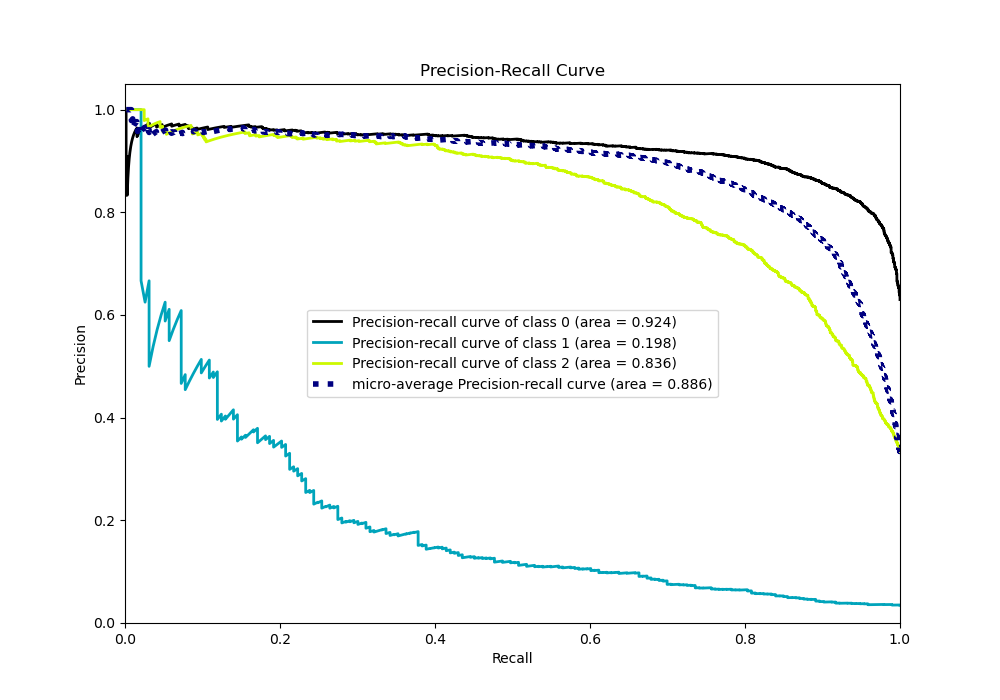 Precision-Recall Curve
1.0
0.8
0.6
0.4
0.2
0.0
Precision
Precision-recall curve of class 0 (area = 0.924)
Precision-recall curve of class 1 (area = 0.198)
Precision-recall curve of class 2 (area = 0.836)
micro-average Precision-recall curve (area = 0.886)
0.0 0.2 0.4 0.6 0.8 1.0
Recall